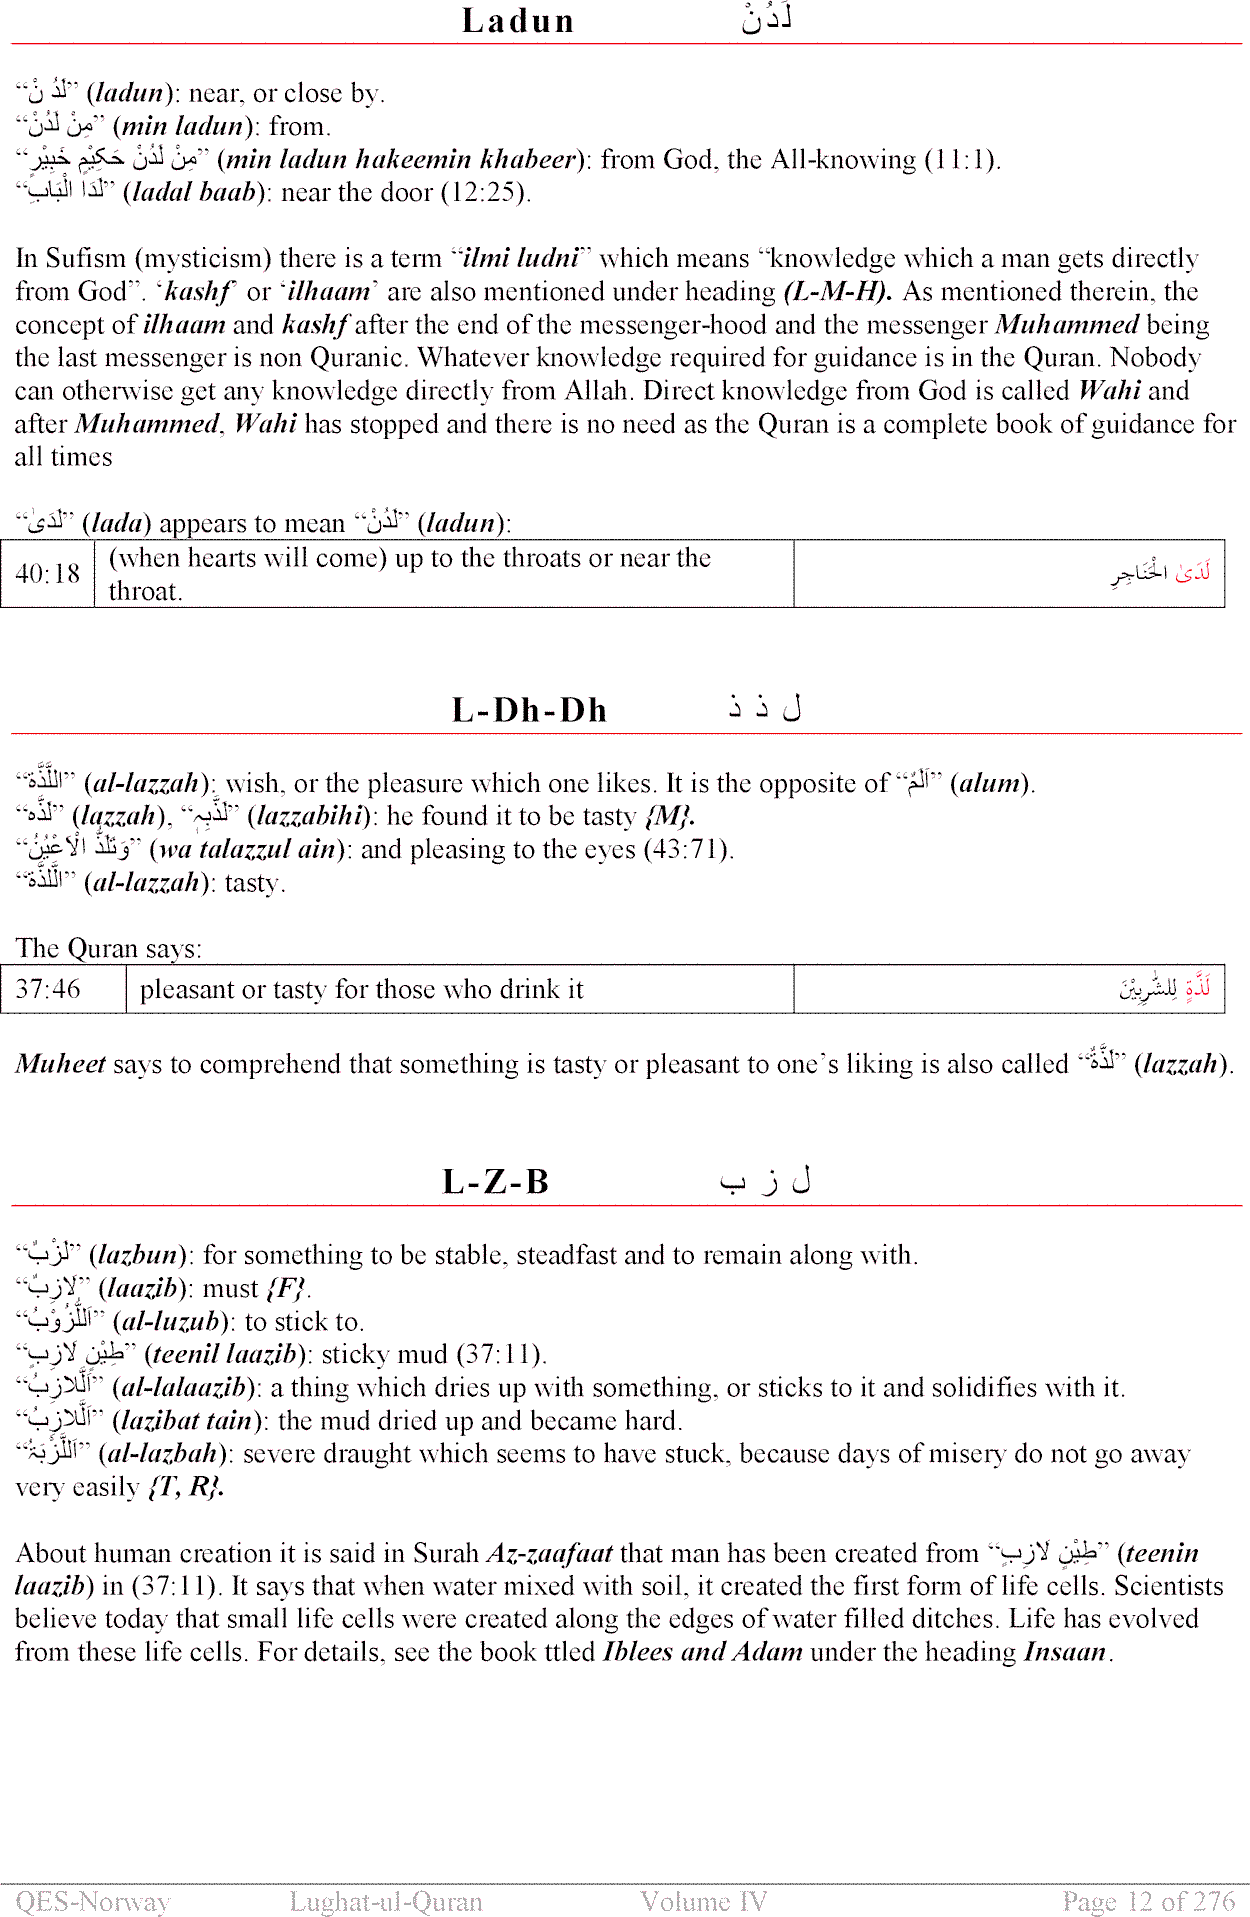 Ladun لَدُنْ
“لَدُ نْ” (ladun): near, or close by.
“مِنْ لَدُنْ” (min ladun): from.
“مِنْ لَدُنْ حَكِيْمٍ خَبِيْرٍ” (min ladun hakeemin khabeer): from God, the All-knowing (11:1).
“لَدَا الْبَابِ” (ladal baab): near the door (12:25).
In Sufism (mysticism) there is a term “ilmi ludni” which means “knowledge which a man gets directly
from God”. ‘kashf’ or ‘ilhaam’ are also mentioned under heading (L-M-H). As mentioned therein, the
concept of ilhaam and kashf after the end of the messenger-hood and the messenger Muhammed being
the last messenger is non Quranic. Whatever knowledge required for guidance is in the Quran. Nobody
can otherwise get any knowledge directly from Allah. Direct knowledge from God is called Wahi and
after Muhammed, Wahi has stopped and there is no need as the Quran is a complete book of guidance for
all times
“لَدَىٰ” (lada) appears to mean “لَدُنْ” (ladun):
40:18 (when hearts will come) up to the throats or near the لَدَىٰ الْحَنَاجِرِ
throat.
L-Dh-Dh ل ذ ذ
“اللَّذَّةُ” (al-lazzah): wish, or the pleasure which one likes. It is the opposite of “اَلَمٌ” (alum).
“لَذَّه” (lazzah), “لَذَّبِہٖ” (lazzabihi): he found it to be tasty {M}.
“وَتَلَذُّ الْاَعْيُنُ” (wa talazzul ain): and pleasing to the eyes (43:71).
“اللَّذَّةُ” (al-lazzah): tasty.
The Quran says:
37:46 pleasant or tasty for those who drink it لَذَّةٍ لِلشّٰرِبِيْنَ
Muheet says to comprehend that something is tasty or pleasant to one’s liking is also called “لَذَّةٌ” (lazzah).
L-Z-B ل ز ب
“لَزْبٌ” (lazbun): for something to be stable, steadfast and to remain along with.
“لَازِبٌ” (laazib): must {F}.
“اَللُّزُوْبُ” (al-luzub): to stick to.
“طِيْنٍ لَازِبٍ” (teenil laazib): sticky mud (37:11).
“اَللَّازِبُ” (al-lalaazib): a thing which dries up with something, or sticks to it and solidifies with it.
“اَللَّازِبُ” (lazibat tain): the mud dried up and became hard.
“اَللَّزْبَۃُ” (al-lazbah): severe draught which seems to have stuck, because days of misery do not go away
very easily {T, R}.
About human creation it is said in Surah Az-zaafaat that man has been created from “طِيْنٍ لَازِبٍ” (teenin
laazib) in (37:11). It says that when water mixed with soil, it created the first form of life cells. Scientists
believe today that small life cells were created along the edges of water filled ditches. Life has evolved
from these life cells. For details, see the book ttled Iblees and Adam under the heading Insaan.
QES-Norway Lughat-ul-Quran Volume IV Page 12 of 276